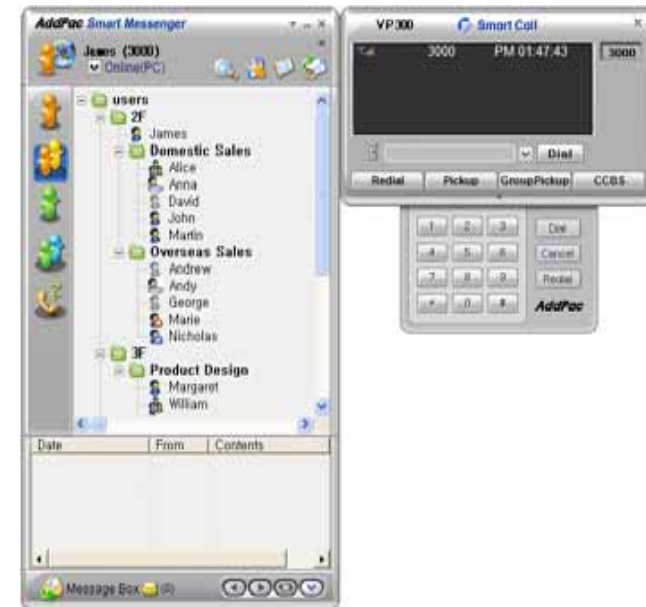 AddPac Smart Messenger
James (3000)
Online(PC)
users
2F
James
Domestic Sales
Alice
Anna
David
John
Martin
Overseas Sales
Andrew
Andy
George
Marie
Nicholas
3F
Product Design
Margaret
William
Date From Contents
Message Box (0)
VP300 Smart Call
3000 PM 01:47:43 3000
Dial
Redial Pickup GroupPickup CCBS
1 2 3 Dial
4 5 6 Cancel
7 8 9 Redial
* 0 #
AddPac